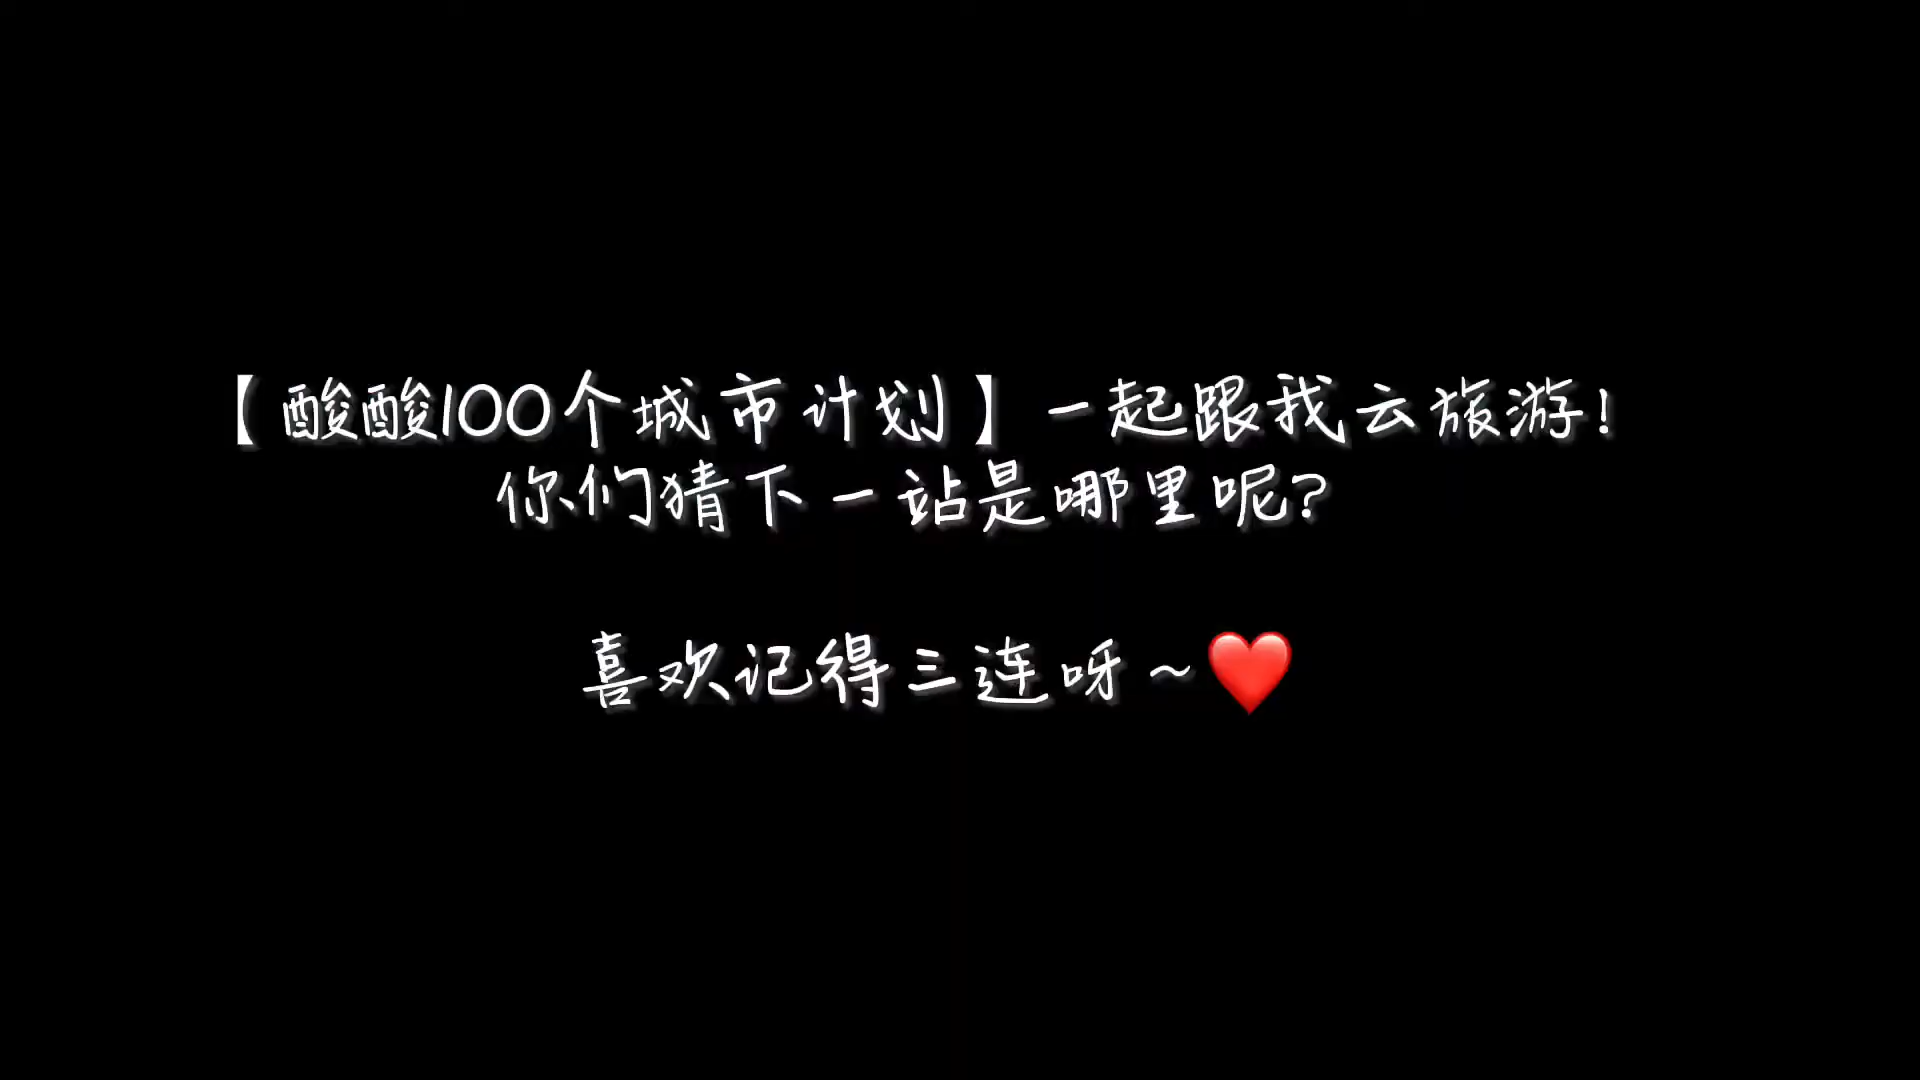 【酸酸100个城市计划】一起跟我云旅游！
你们猜下一站是哪里呢？
喜欢记得三连呀~❤️